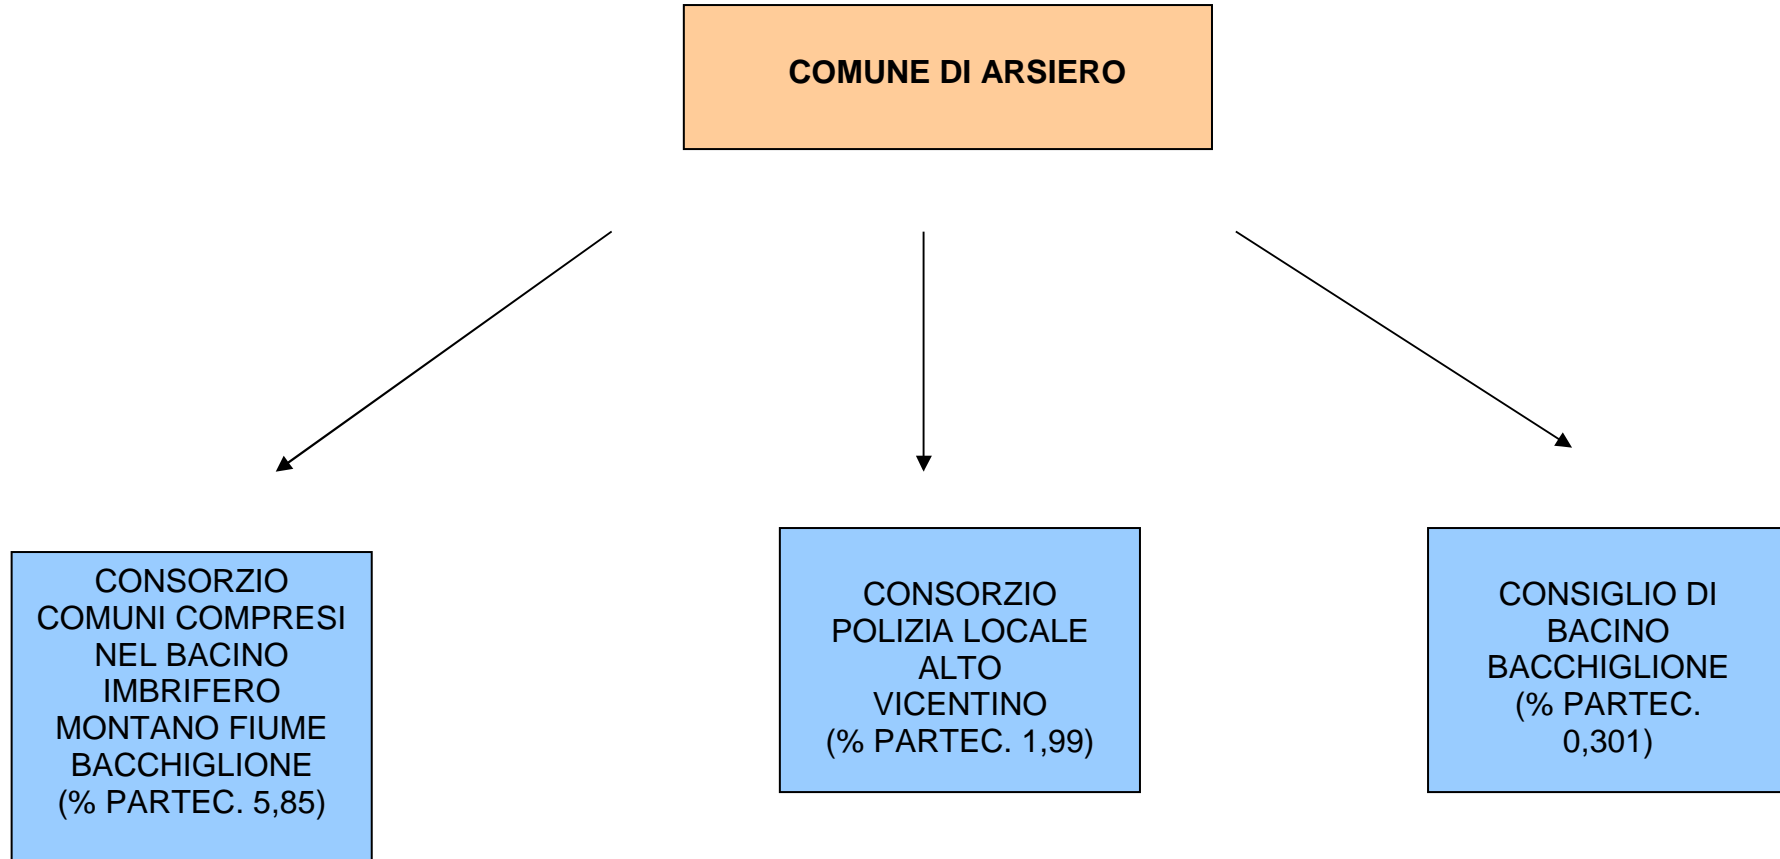 COMUNE DI ARSIERO
CONSORZIO
COMUNI COMPRESI
NEL BACINO
IMBRIFERO
MONTANO FIUME
BACCHIGLIONE
(% PARTEC. 5,85)
CONSORZIO
POLIZIA LOCALE
ALTO
VICENTINO
(% PARTEC. 1,99)
CONSIGLIO DI
BACINO
BACCHIGLIONE
(% PARTEC.
0,301)